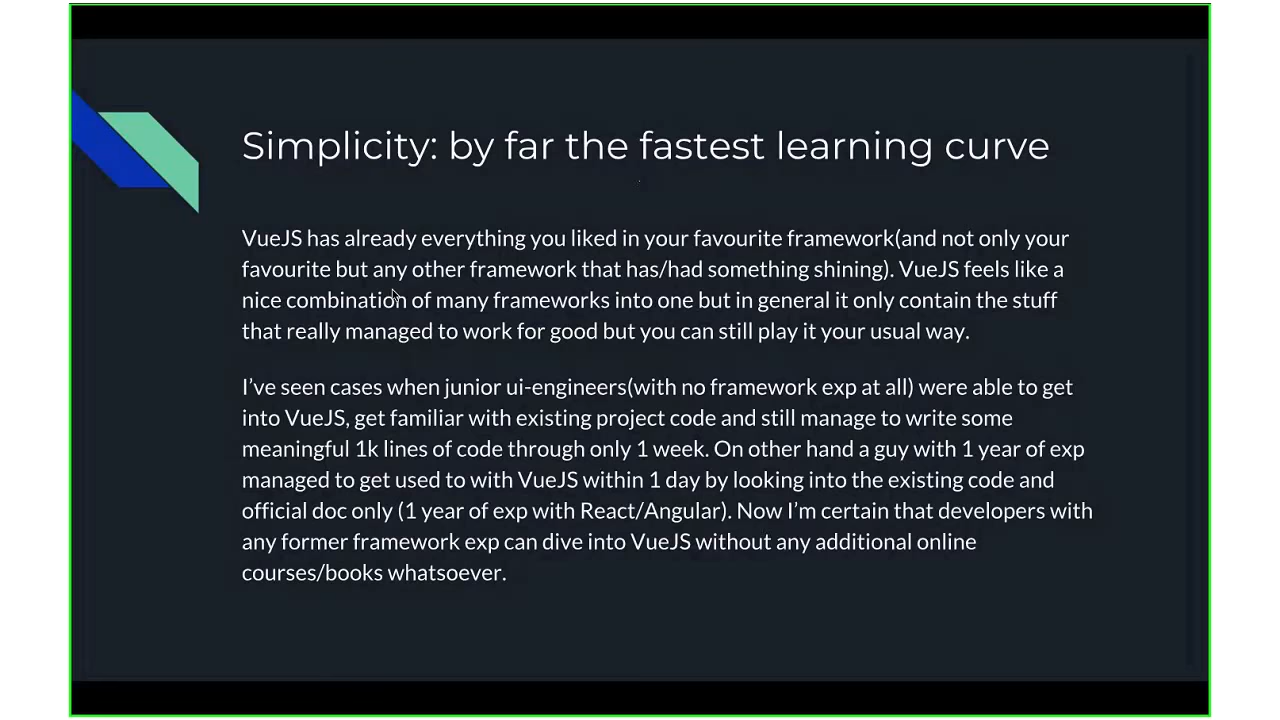 Simplicity: by far the fastest learning curve
VueJS has already everything you liked in your favourite framework(and not only your
favourite but any other framework that has/had something shining). VueJS feels like a
nice combination of many frameworks into one but in general it only contain the stuff
that really managed to work for good but you can still play it your usual way.
I’ve seen cases when junior ui-engineers(with no framework exp at all) were able to get
into VueJS, get familiar with existing project code and still manage to write some
meaningful 1k lines of code through only 1 week. On other hand a guy with 1 year of exp
managed to get used to with VueJS within 1 day by looking into the existing code and
official doc only (1 year of exp with React/Angular). Now I’m certain that developers with
any former framework exp can dive into VueJS without any additional online
courses/books whatsoever.